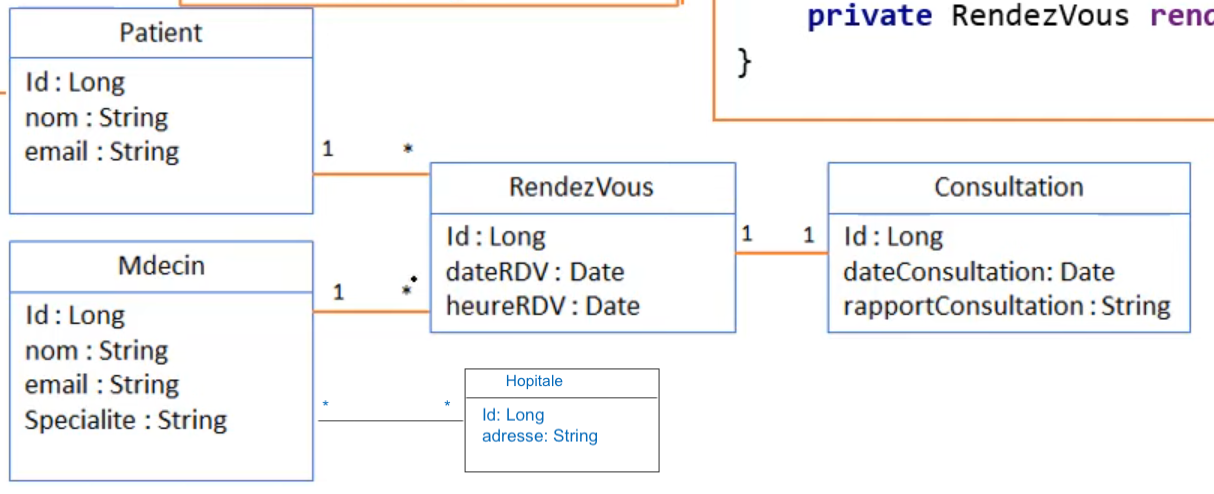 private RendezVous
}
Patient
Id : Long
nom : String
email : String
1 *
Mdecin
Id : Long
nom : String
email : String
Specialite : String
1 *
RendezVous
Id : Long
dateRDV : Date
heureRDV : Date
1 1
Consultation
Id : Long
dateConsultation: Date
rapportConsultation : String
* *
Hopitale
Id: Long
adresse: String